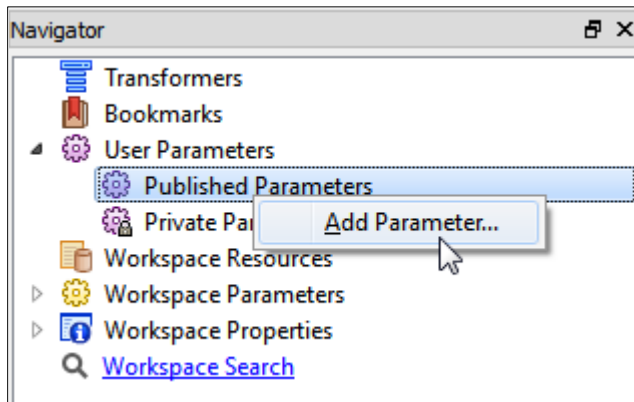 Navigator
Transformers
Bookmarks
User Parameters
Published Parameters
Private Par
Add Parameter...
Workspace Resources
Workspace Parameters
Workspace Properties
Workspace Search